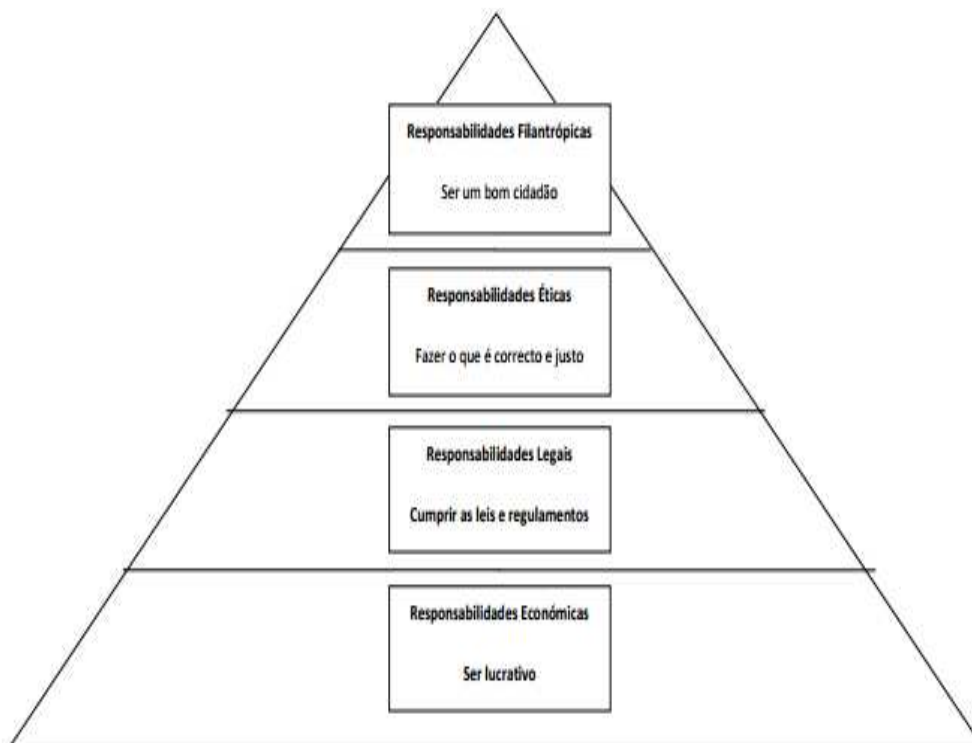 Responsabilidades Filantrópicas
Ser um bom cidadão
Responsabilidades Éticas
Fazer o que é correcto e justo
Responsabilidades Legais
Cumprir as leis e regulamentos
Responsabilidades Económicas
Ser lucrativo